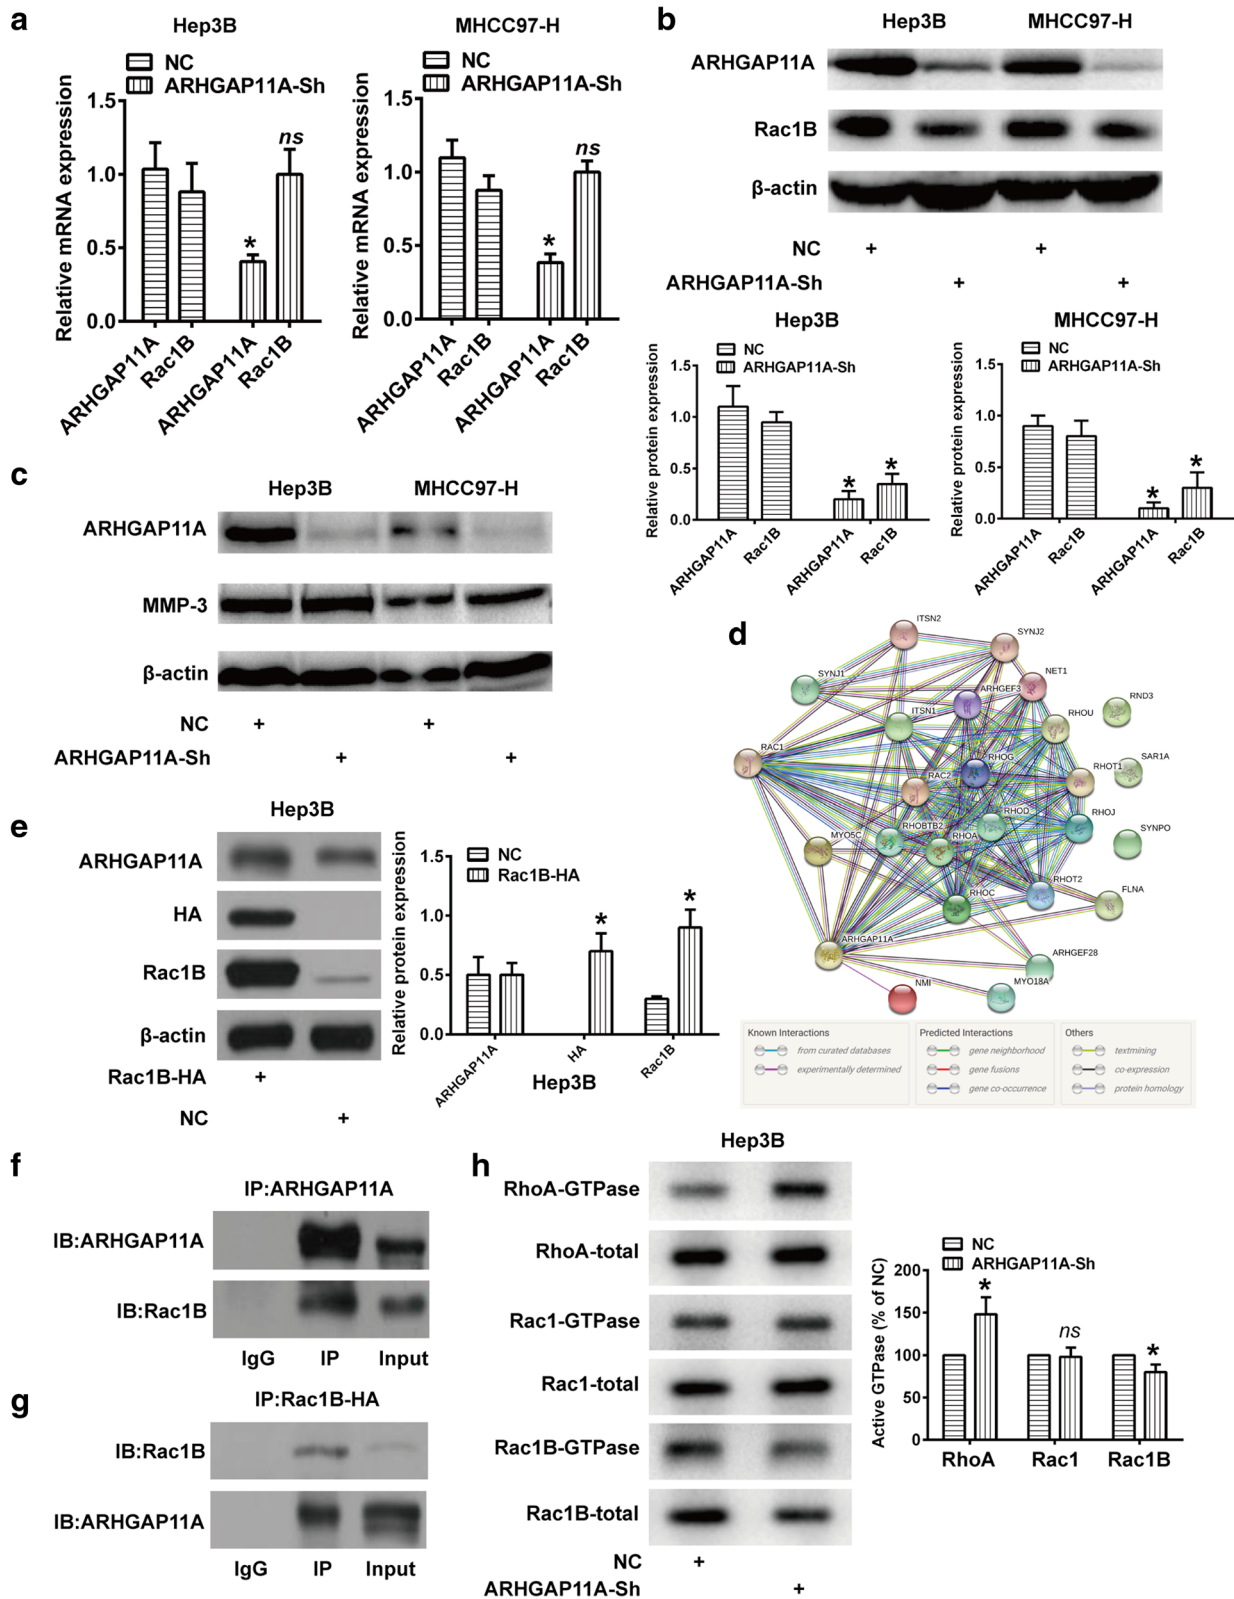 a
Hep3B
NC
ARHGAP11A-Sh
Relative mRNA expression
1.5
1.0
0.5
0.0
*
ns
ARHGAP11A
Rac1B
ARHGAP11A
Rac1B
MHCC97-H
NC
ARHGAP11A-Sh
Relative mRNA expression
1.5
1.0
0.5
0.0
*
ns
ARHGAP11A
Rac1B
ARHGAP11A
Rac1B
b
Hep3B MHCC97-H
ARHGAP11A
Rac1B
β-actin
NC + +
ARHGAP11A-Sh + +
Hep3B
NC
ARHGAP11A-Sh
Relative protein expression
1.5
1.0
0.5
0.0
* *
ARHGAP11A
Rac1B
ARHGAP11A
Rac1B
MHCC97-H
NC
ARHGAP11A-Sh
Relative protein expression
1.5
1.0
0.5
0.0
* *
ARHGAP11A
Rac1B
ARHGAP11A
Rac1B
c
Hep3B MHCC97-H
ARHGAP11A
MMP-3
β-actin
NC + +
ARHGAP11A-Sh + +
d
ITSN2
SYNJ2
SYNJ1
NET1
ARHGEF3
RND3
ITSN1
RHOU
RAC1
RHOG
SAR1A
RHOT1
RAC2
RHOD
RHOJ
RHOBTB2
SYNPO
MYO5C
RHOA
RHOT2
FLNA
RHOC
ARHGAP11A
ARHGEF28
NMI
MYO18A
Known Interactions
from curated databases
experimentally determined
Predicted Interactions
gene neighborhood
gene fusions
gene co-occurrence
Others
textmining
co-expression
protein homology
e
Hep3B
ARHGAP11A
HA
Rac1B
β-actin
Rac1B-HA +
NC +
NC
Rac1B-HA
Relative protein expression
1.5
1.0
0.5
0.0
* *
ARHGAP11A
HA
Rac1B
Hep3B
f
IP:ARHGAP11A
IB:ARHGAP11A
IB:Rac1B
IgG IP Input
g
IP:Rac1B-HA
IB:Rac1B
IB:ARHGAP11A
IgG IP Input
h
Hep3B
RhoA-GTPase
RhoA-total
Rac1-GTPase
Rac1-total
Rac1B-GTPase
Rac1B-total
NC +
ARHGAP11A-Sh +
NC
ARHGAP11A-Sh
Active GTPase (% of NC)
200
150
100
50
0
* ns *
RhoA Rac1 Rac1B